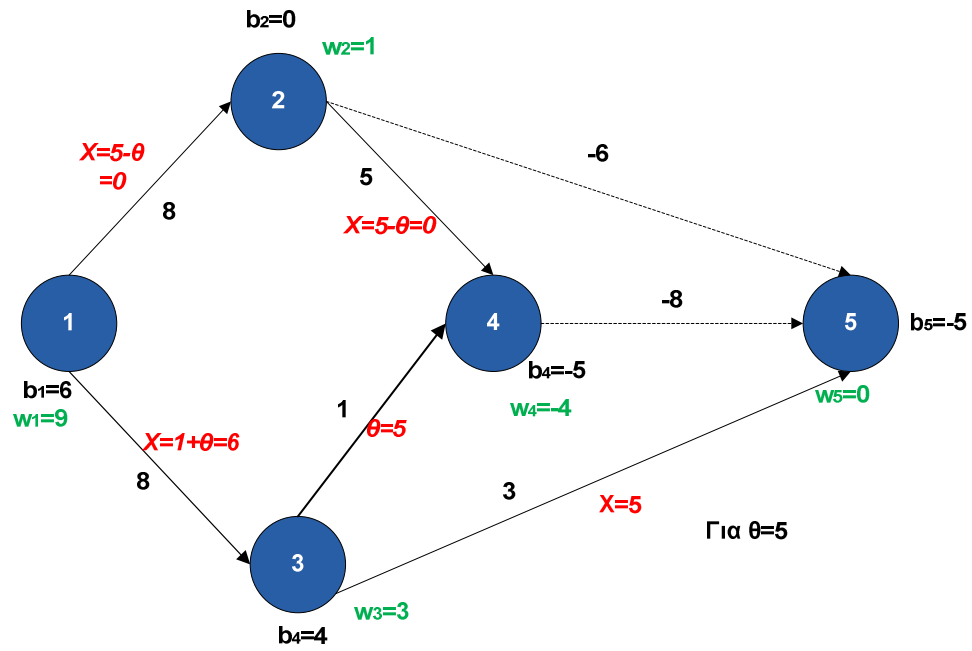 b2=0
w2=1
2
-6
X=5-θ
=0
5
8
X=5-θ=0
-8
1
4
5
b5=-5
b4=-5
b1=6
w5=0
w4=-4
1
w1=9
θ=5
X=1+θ=6
8
3
X=5
Για θ=5
3
w3=3
b4=4